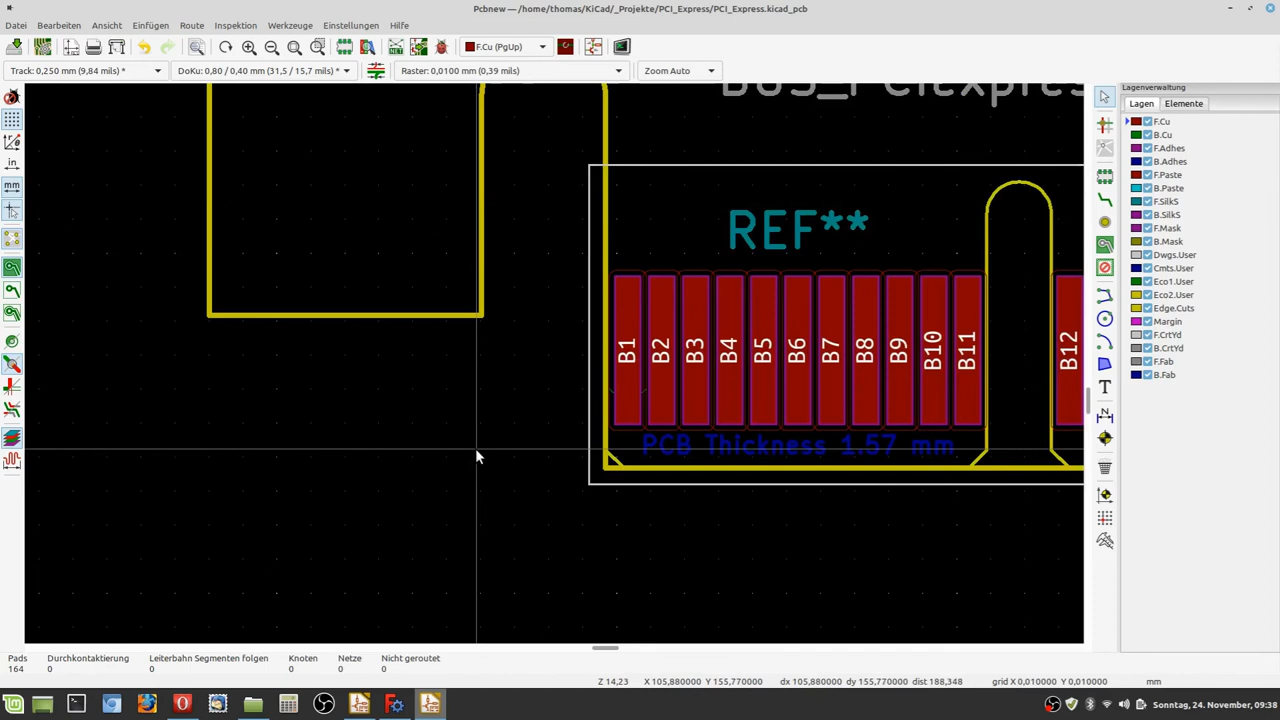 Pcbnew — /home/thomas/KiCad/_Projekte/PCI_Express/PCI_Express.kicad_pcb
Datei Bearbeiten Ansicht Einfügen Route Inspektion Werkzeuge Einstellungen Hilfe
F.Cu (PgUp)
Track: 0,250 mm (9,84 mils) * DoKu: 0,80 / 0,40 mm (31,5 / 15,7 mils) * Raster: 0,0100 mm (0,39 mils) Zoom Auto
Lagenverwaltung
Lagen Elemente
F.Cu
B.Cu
F.Adhes
B.Adhes
F.Paste
B.Paste
F.SilkS
B.SilkS
F.Mask
B.Mask
Dwgs.User
Cmts.User
Eco1.User
Eco2.User
Edge.Cuts
Margin
F.CrtYd
B.CrtYd
F.Fab
B.Fab
in
mm
BUS_PCIexpres
REF**
B1 B2 B3 B4 B5 B6 B7 B8 B9 B10 B11 B12
PCB Thickness 1.57 mm
Pads Durchkontaktierung Leiterbahn Segmenten folgen Knoten Netze Nicht geroutet
164 0 0 0 0 0
Z 14,23 X 105,880000 Y 155,770000 dx 105,880000 dy 155,770000 dist 188,348 grid X 0,010000 Y 0,010000 mm
Sonntag, 24. November, 09:38